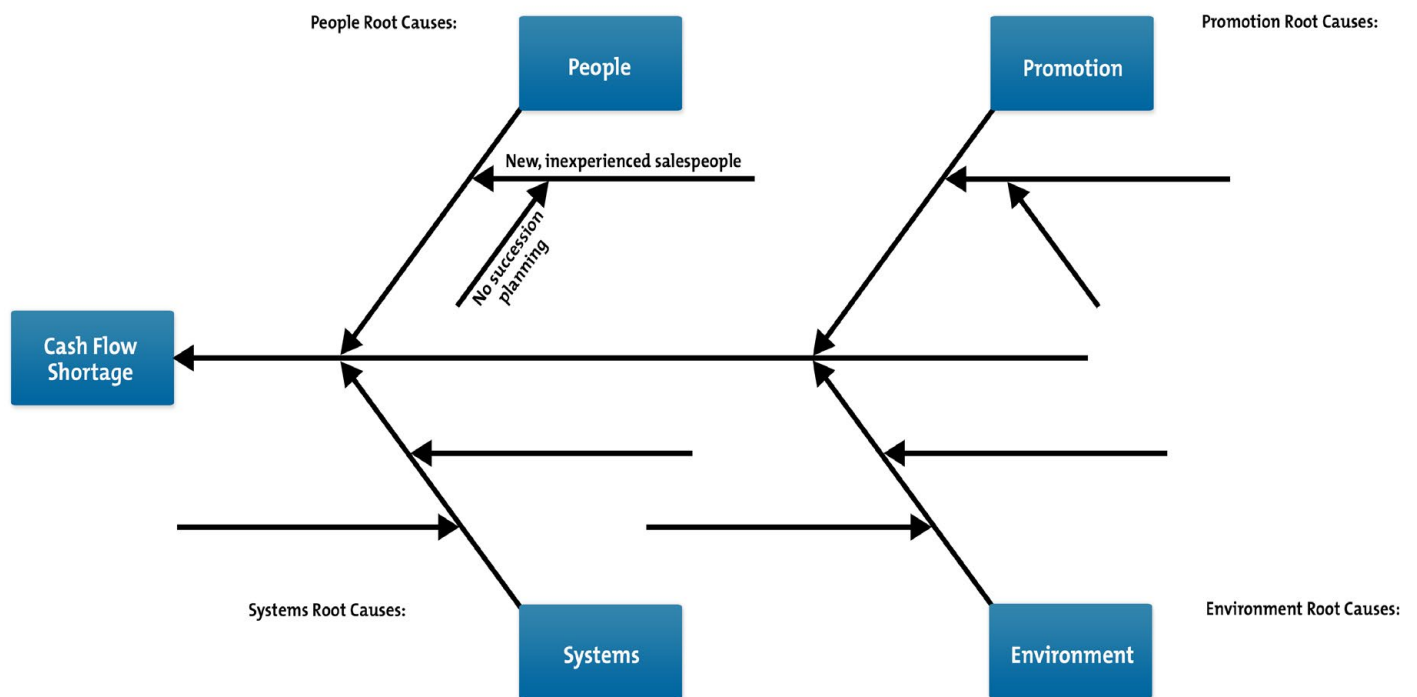 People Root Causes:
People
Promotion
Promotion Root Causes:
New, inexperienced salespeople
No succession
planning
Cash Flow
Shortage
Systems Root Causes:
Systems
Environment
Environment Root Causes: